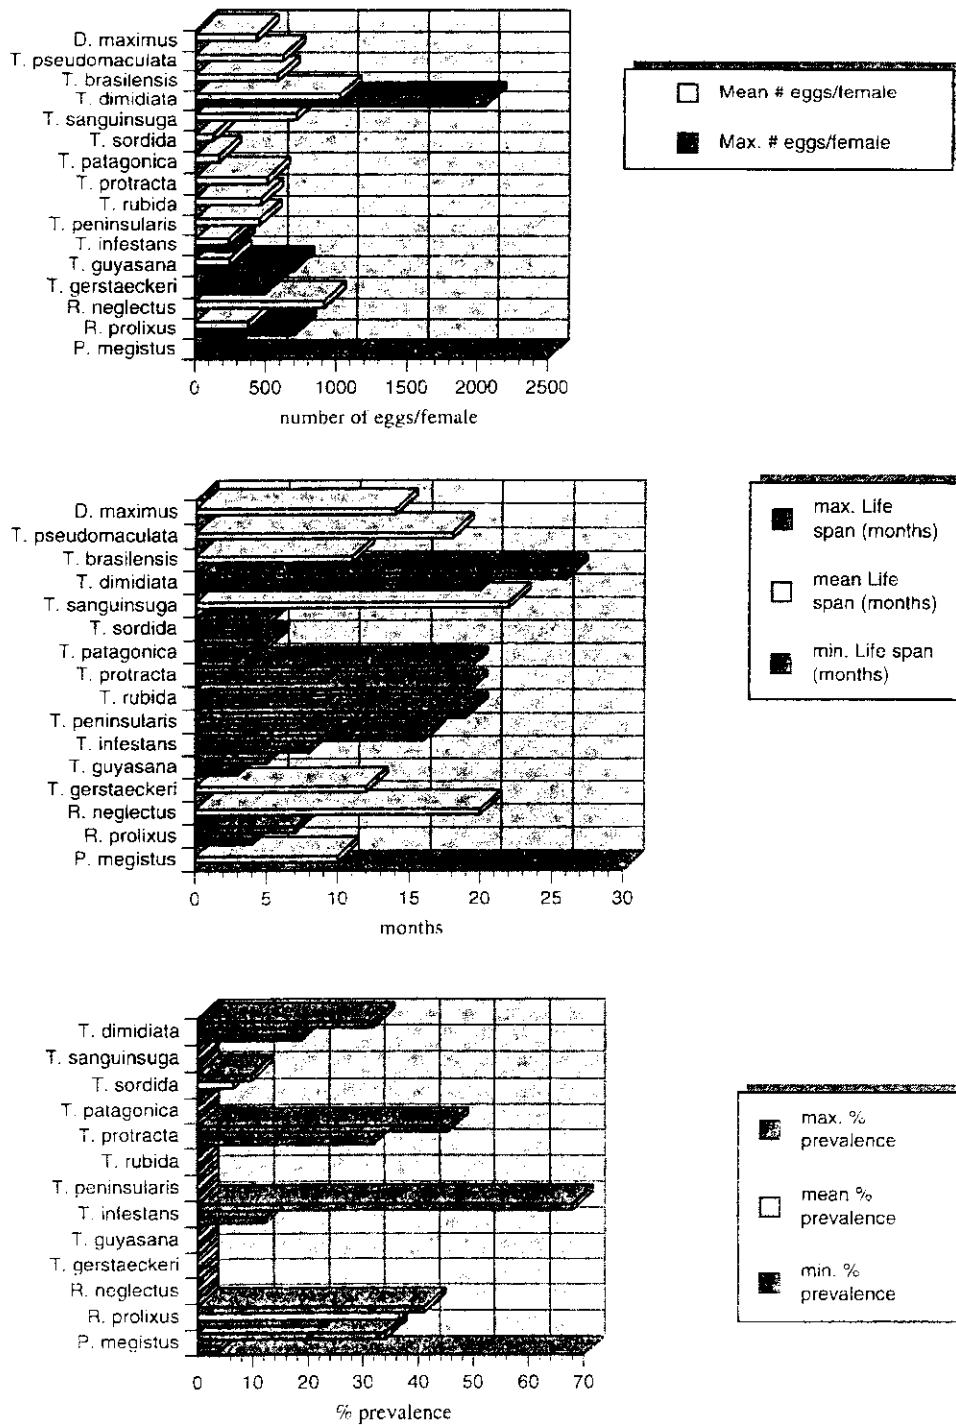 D. maximus
T. pseudomaculata
T. brasilensis
T. dimidiata
T. sanguinsuga
T. sordida
T. patagonica
T. protracta
T. rubida
T. peninsularis
T. infestans
T. guyasana
T. gerstaeckeri
R. neglectus
R. prolixus
P. megistus
0 500 1000 1500 2000 2500
number of eggs/female
Mean # eggs/female
Max. # eggs/female
D. maximus
T. pseudomaculata
T. brasilensis
T. dimidiata
T. sanguinsuga
T. sordida
T. patagonica
T. protracta
T. rubida
T. peninsularis
T. infestans
T. guyasana
T. gerstaeckeri
R. neglectus
R. prolixus
P. megistus
0 5 10 15 20 25 30
months
max. Life
span (months)
mean Life
span (months)
min. Life span
(months)
T. dimidiata
T. sanguinsuga
T. sordida
T. patagonica
T. protracta
T. rubida
T. peninsularis
T. infestans
T. guyasana
T. gerstaeckeri
R. neglectus
R. prolixus
P. megistus
0 10 20 30 40 50 60 70
% prevalence
max. %
prevalence
mean %
prevalence
min. %
prevalence